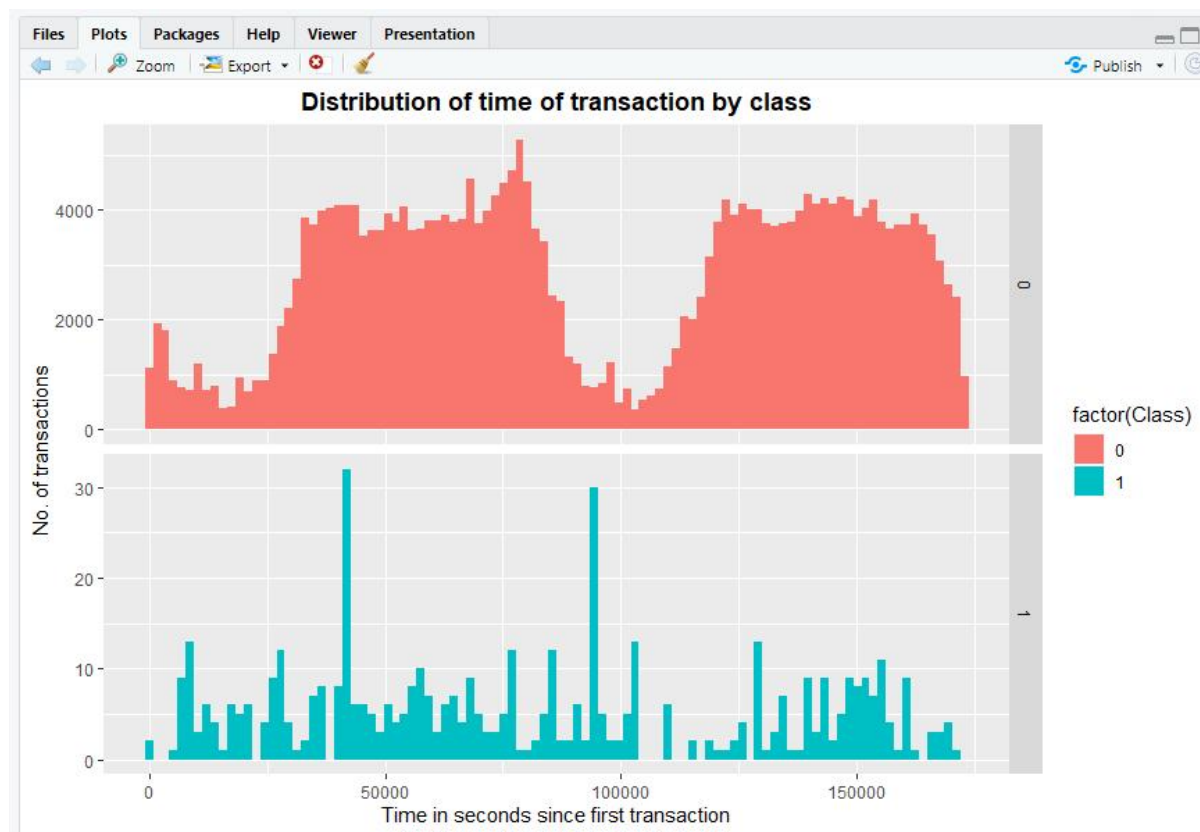 Files Plots Packages Help Viewer Presentation
Zoom Export Publish
Distribution of time of transaction by class
No. of transactions
4000
2000
0
0
30
20
10
0
1
0 50000 100000 150000
Time in seconds since first transaction
factor(Class)
0
1